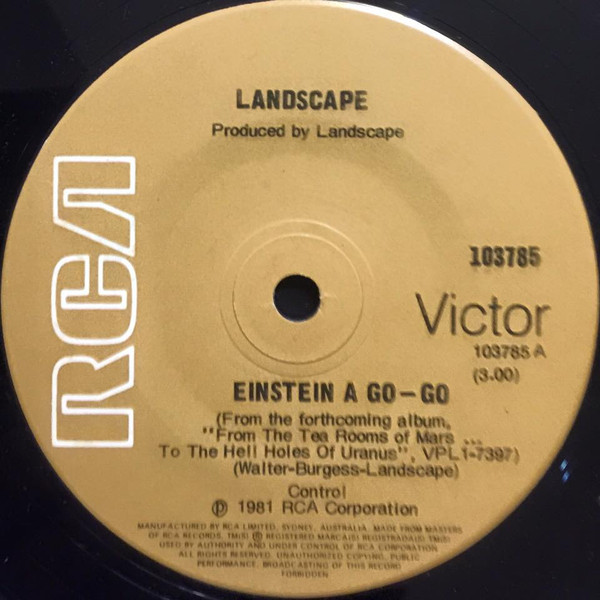 LANDSCAPE
Produced by Landscape
RCA
103785
Victor
103785 A
(3.00)
EINSTEIN A GO-GO
(From the forthcoming album,
"From The Tea Rooms of Mars ...
To The Hell Holes Of Uranus", VPL1-7397)
(Walter-Burgess-Landscape)
Control
℗ 1981 RCA Corporation
MANUFACTURED BY RCA LIMITED, SYDNEY, AUSTRALIA. MADE FROM MASTERS
OF RCA RECORDS. TM(S) ® REGISTERED MARCA(S) REGISTRADA(S) TM(S)
USED BY AUTHORITY AND UNDER CONTROL OF RCA CORPORATION
ALL RIGHTS RESERVED. UNAUTHORIZED COPYING, PUBLIC
PERFORMANCE, BROADCASTING OF THIS RECORD
FORBIDDEN